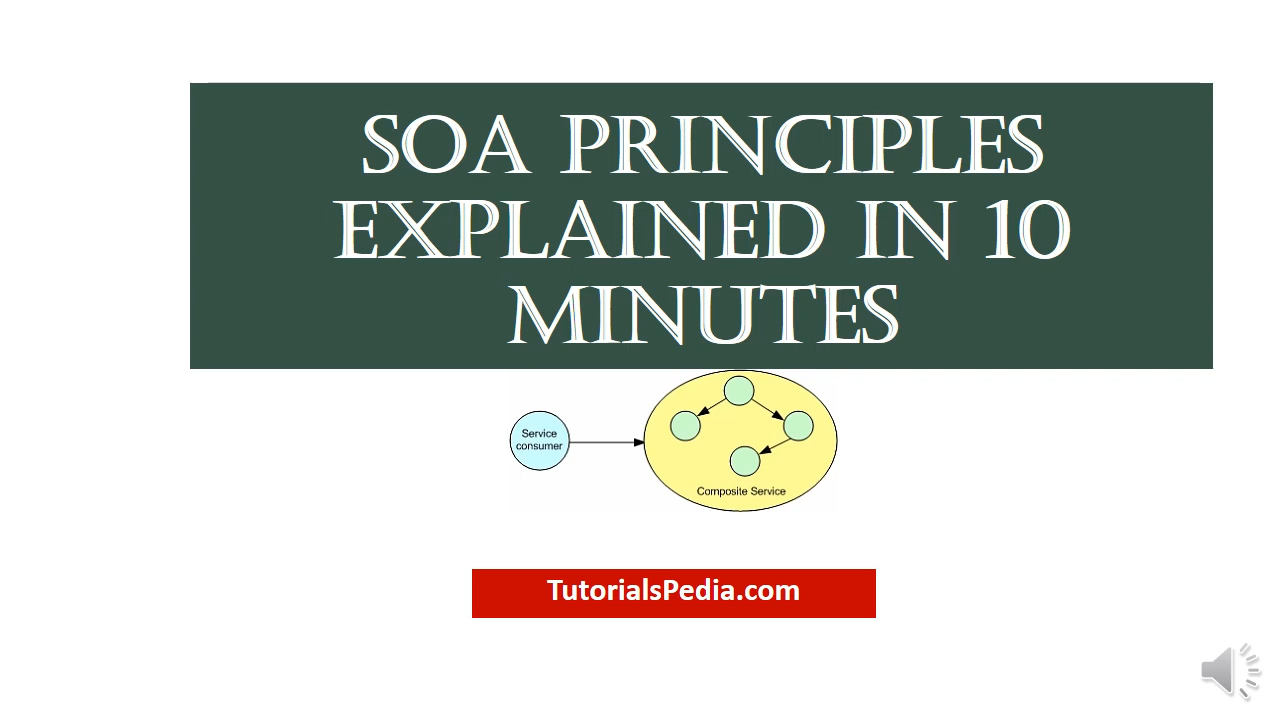 SOA PRINCIPLES
EXPLAINED IN 10
MINUTES
Service
consumer
Composite Service
TutorialsPedia.com